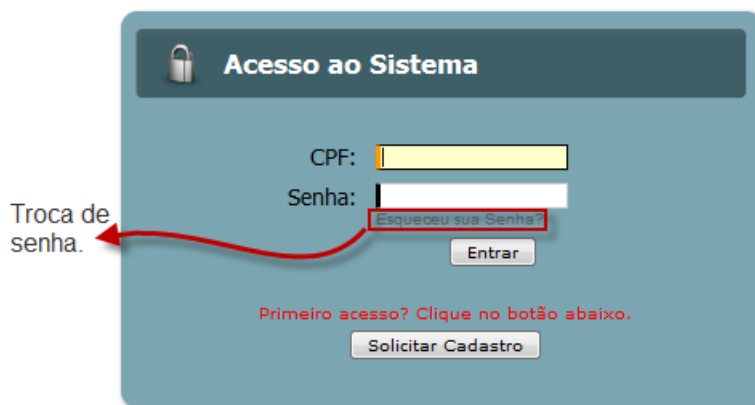 Acesso ao Sistema
CPF:
Senha:
Esqueceu sua Senha?
Troca de
senha.
Entrar
Primeiro acesso? Clique no botão abaixo.
Solicitar Cadastro